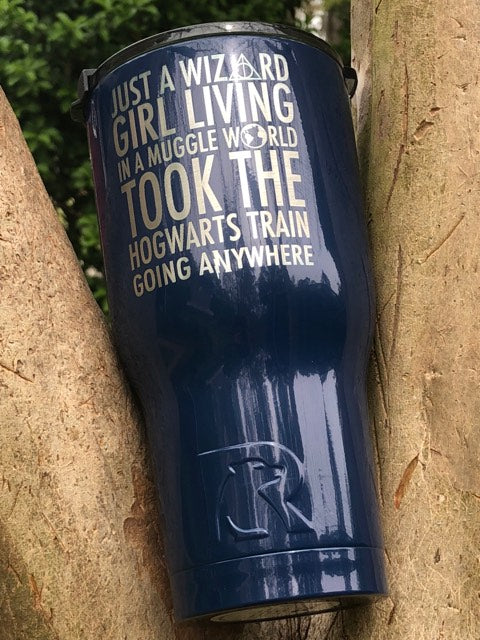 JUST A WIZARD
GIRL LIVING
IN A MUGGLE WORLD
TOOK THE
HOGWARTS TRAIN
GOING ANYWHERE
R